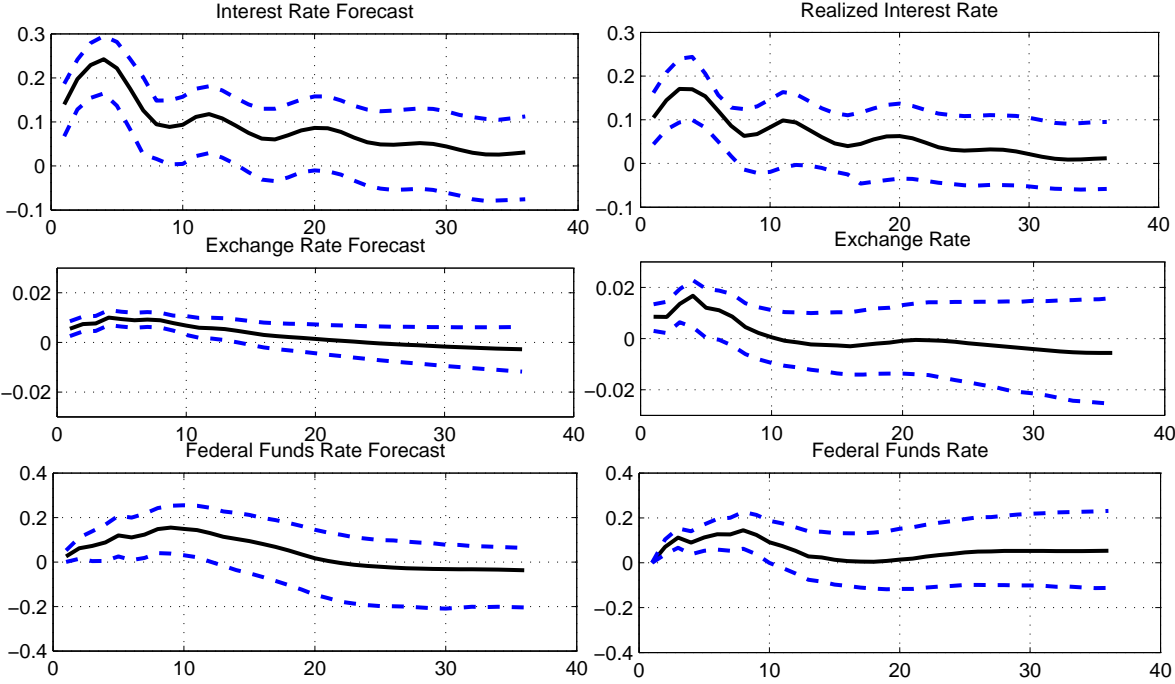 Interest Rate Forecast
0.3
0.2
0.1
0
−0.1
0 10 20 30 40
Realized Interest Rate
0.3
0.2
0.1
0
−0.1
0 10 20 30 40
Exchange Rate Forecast
0.02
0
−0.02
0 10 20 30 40
Exchange Rate
0.02
0
−0.02
0 10 20 30 40
Federal Funds Rate Forecast
0.4
0.2
0
−0.2
−0.4
0 10 20 30 40
Federal Funds Rate
0.4
0.2
0
−0.2
−0.4
0 10 20 30 40